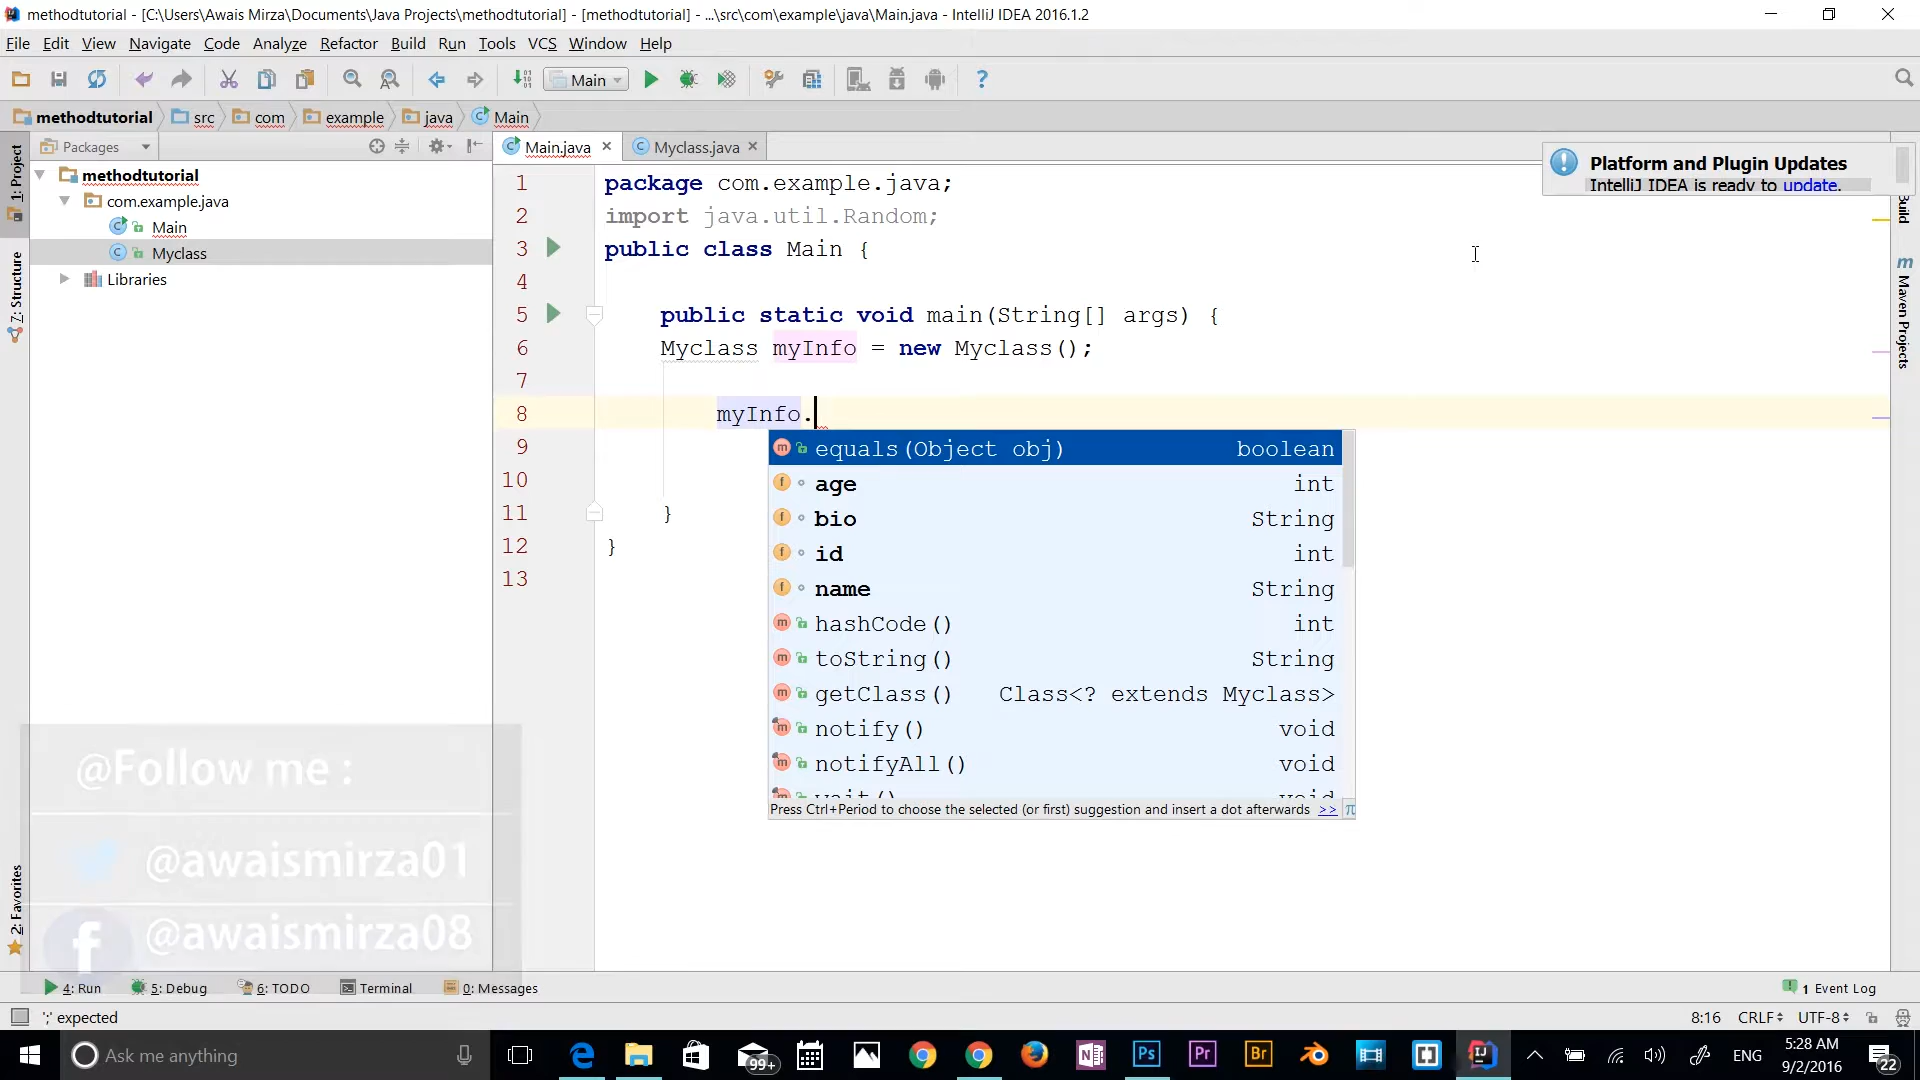 methodtutorial - [C:\Users\Awais Mirza\Documents\Java Projects\methodtutorial] - [methodtutorial] - ...\src\com\example\java\Main.java - IntelliJ IDEA 2016.1.2
File Edit View Navigate Code Analyze Refactor Build Run Tools VCS Window Help
Main
methodtutorial src com example java Main
Packages
Main.java Myclass.java
1: Project
7: Structure
2: Favorites
methodtutorial
com.example.java
Main
Myclass
Libraries
Platform and Plugin Updates
IntelliJ IDEA is ready to update.
Maven Projects
1 package com.example.java;
2 import java.util.Random;
3 public class Main {
4
5 public static void main(String[] args) {
6 Myclass myInfo = new Myclass();
7
8 myInfo.
9
10
11 }
12 }
13
equals(Object obj) boolean
age int
bio String
id int
name String
hashCode() int
toString() String
getClass() Class<? extends Myclass>
notify() void
notifyAll() void
wait() void
Press Ctrl+Period to choose the selected (or first) suggestion and insert a dot afterwards >> π
@Follow me :
@awaismirza01
@awaismirza08
4: Run 5: Debug 6: TODO Terminal 0: Messages 1 Event Log
';' expected 8:16 CRLF UTF-8
Ask me anything 99+ ENG 5:28 AM
9/2/2016 22